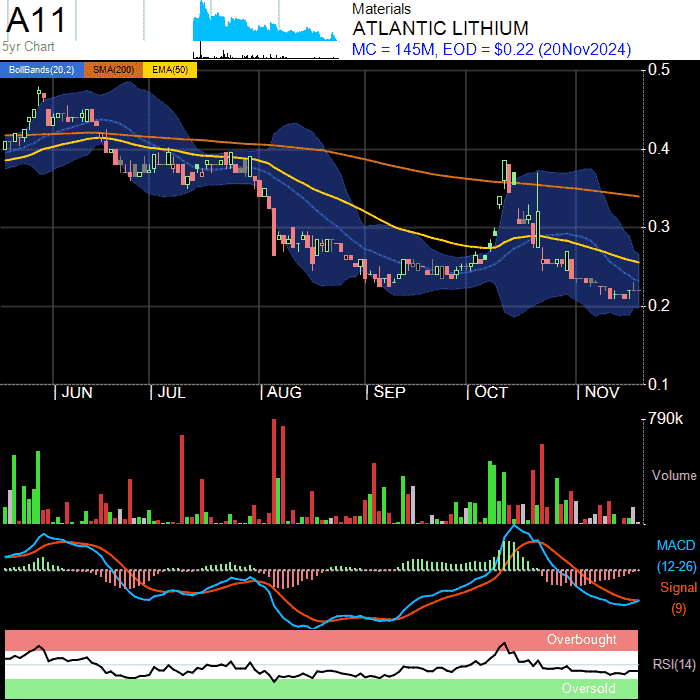 A11
5yr Chart
Materials
ATLANTIC LITHIUM
MC = 145M, EOD = $0.22 (20Nov2024)
BollBands(20,2) SMA(200) EMA(50)
0.5
0.4
0.3
0.2
0.1
| JUN | JUL | AUG | SEP | OCT | NOV
790k
Volume
MACD
(12-26)
Signal
(9)
Overbought
RSI(14)
Oversold